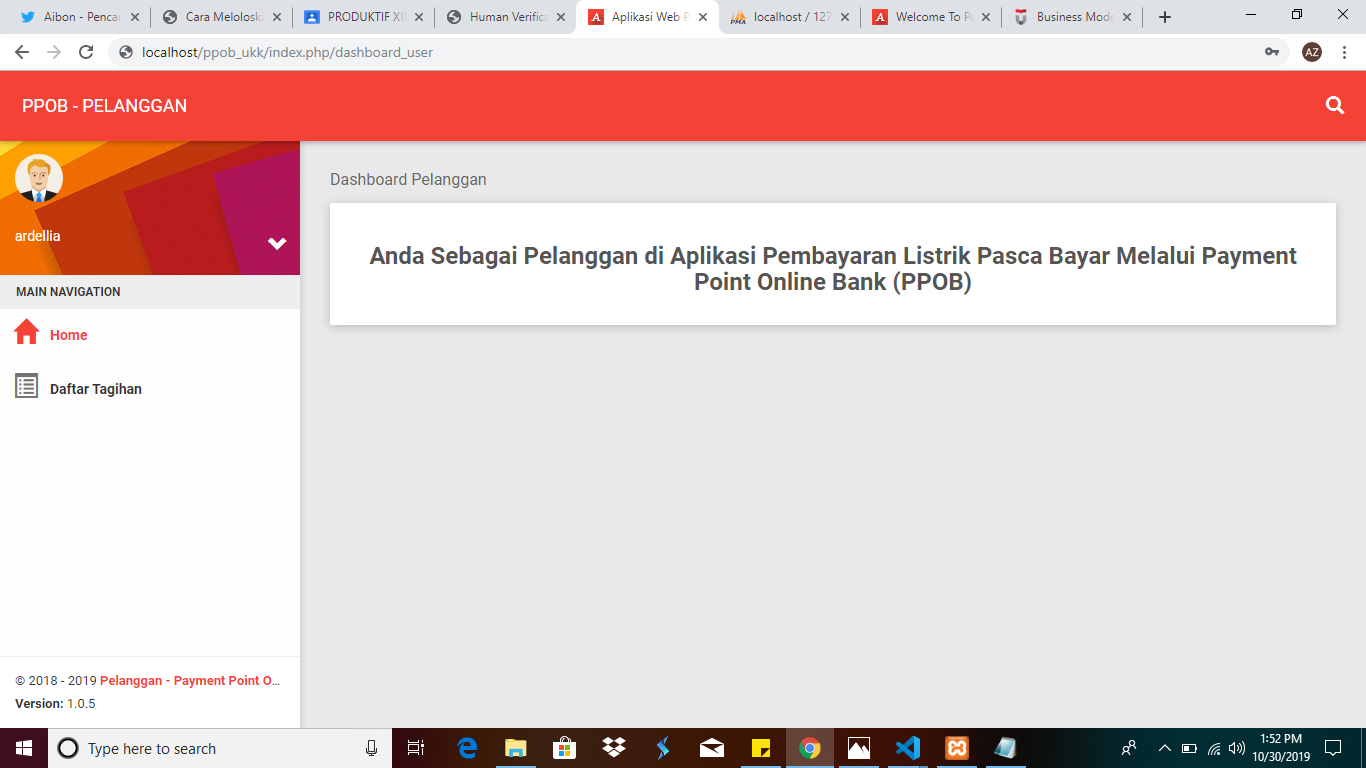 Aibon - Pencar
Cara Meloloska
PRODUKTIF XI
Human Verifica
Aplikasi Web P
localhost / 127
Welcome To P
Business Mode
localhost/ppob_ukk/index.php/dashboard_user
AZ
PPOB - PELANGGAN
ardellia
MAIN NAVIGATION
Home
Daftar Tagihan
Dashboard Pelanggan
Anda Sebagai Pelanggan di Aplikasi Pembayaran Listrik Pasca Bayar Melalui Payment
Point Online Bank (PPOB)
© 2018 - 2019 Pelanggan - Payment Point O...
Version: 1.0.5
Type here to search
1:52 PM
10/30/2019